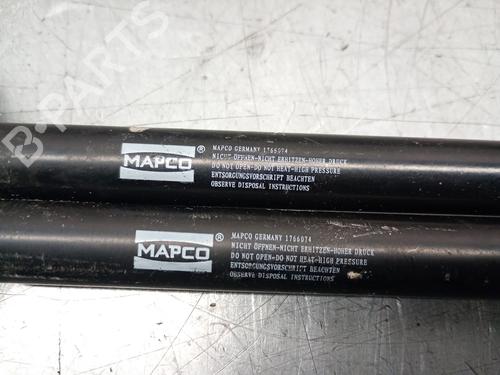 B-PARTS
MAPCO ®
MAPCO GERMANY 1766074
NICHT ÖFFNEN-NICHT ERHITZEN-HOHER DRUCK
DO NOT OPEN-DO NOT HEAT-HIGH PRESSURE
ENTSORGUNGSVORSCHRIFT BEACHTEN
OBSERVE DISPOSAL INSTRUCTIONS
MAPCO ®
MAPCO GERMANY 1766074
NICHT ÖFFNEN-NICHT ERHITZEN-HOHER DRUCK
DO NOT OPEN-DO NOT HEAT-HIGH PRESSURE
ENTSORGUNGSVORSCHRIFT BEACHTEN
OBSERVE DISPOSAL INSTRUCTIONS